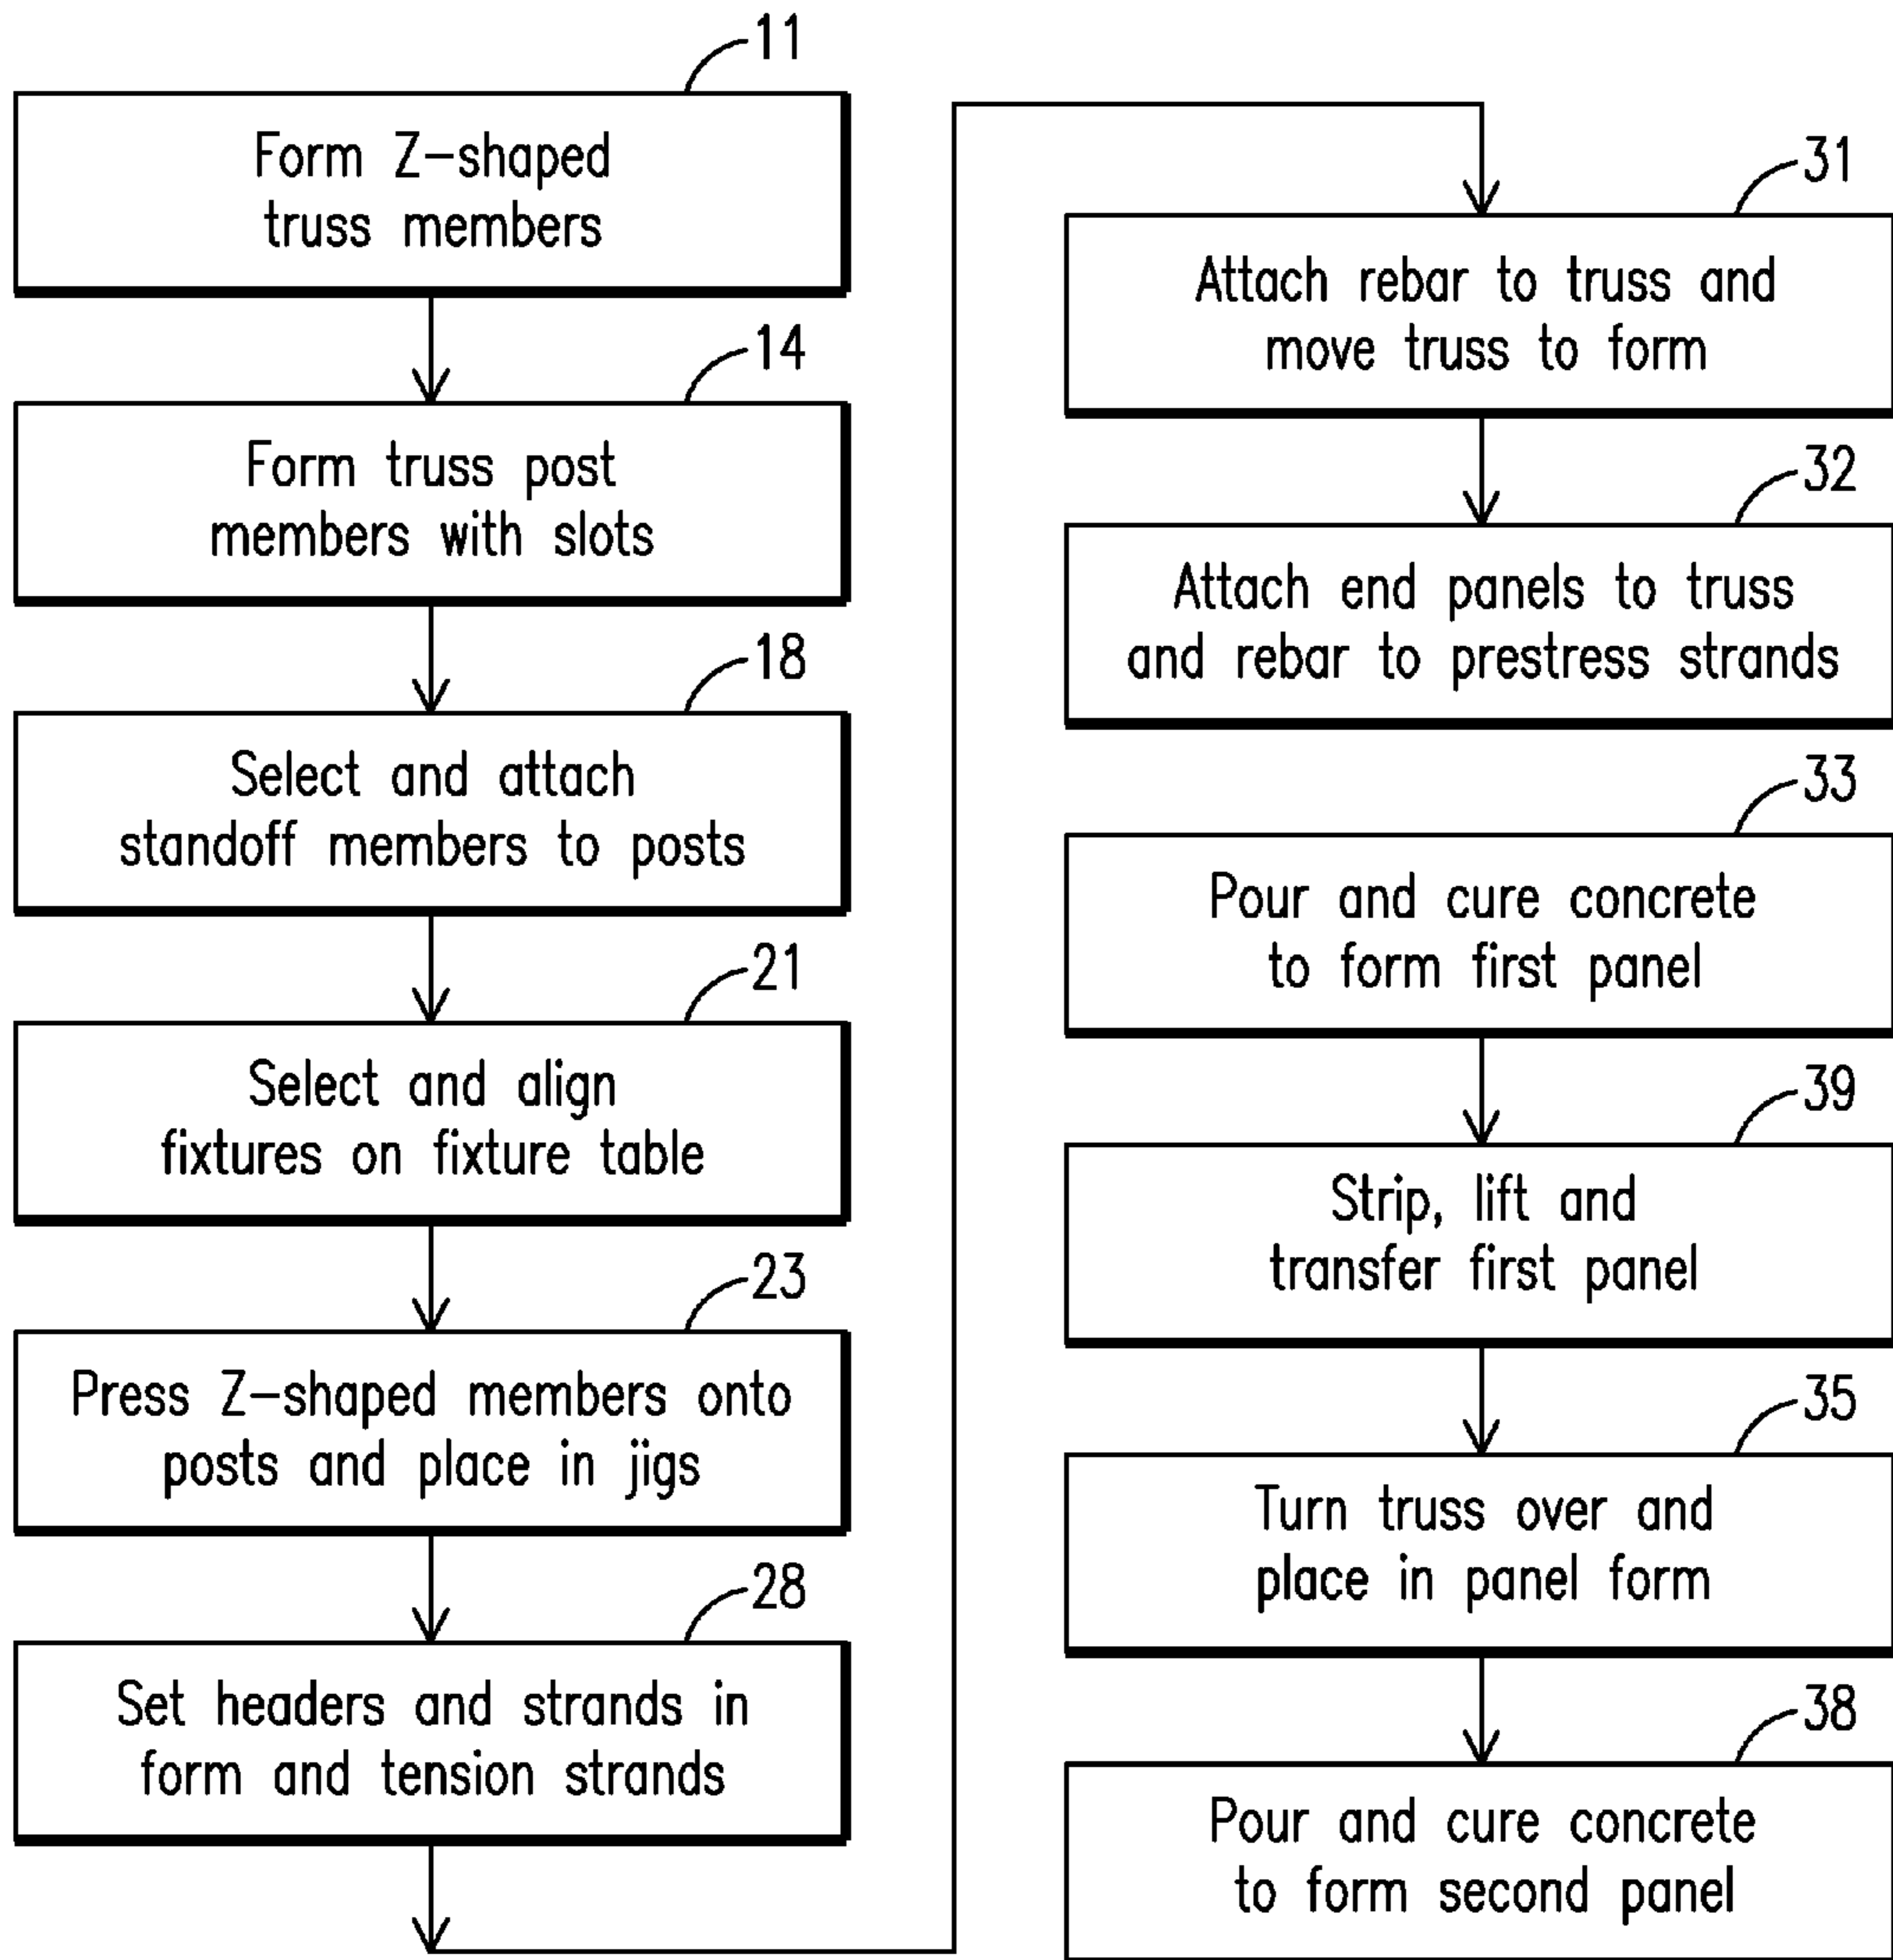 11
Form Z-shaped
truss members
14
Form truss post
members with slots
18
Select and attach
standoff members to posts
21
Select and align
fixtures on fixture table
23
Press Z-shaped members onto
posts and place in jigs
28
Set headers and strands in
form and tension strands
31
Attach rebar to truss and
move truss to form
32
Attach end panels to truss
and rebar to prestress strands
33
Pour and cure concrete
to form first panel
39
Strip, lift and
transfer first panel
35
Turn truss over and
place in panel form
38
Pour and cure concrete
to form second panel